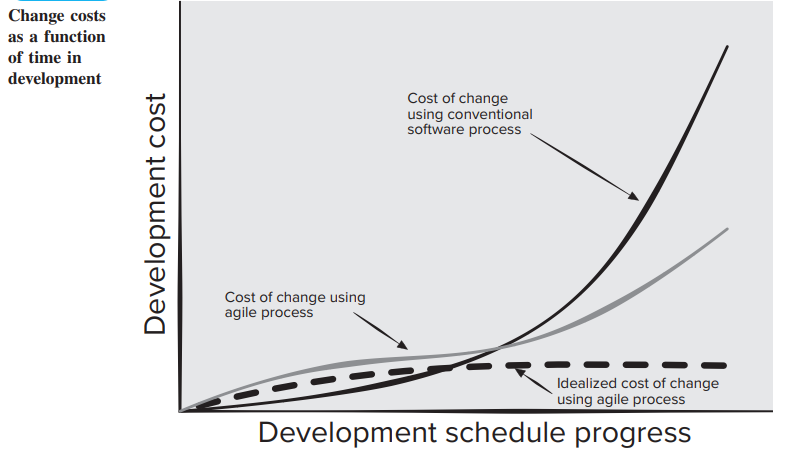 Change costs
as a function
of time in
development
Development cost
Cost of change
using conventional
software process
Cost of change using
agile process
Idealized cost of change
using agile process
Development schedule progress